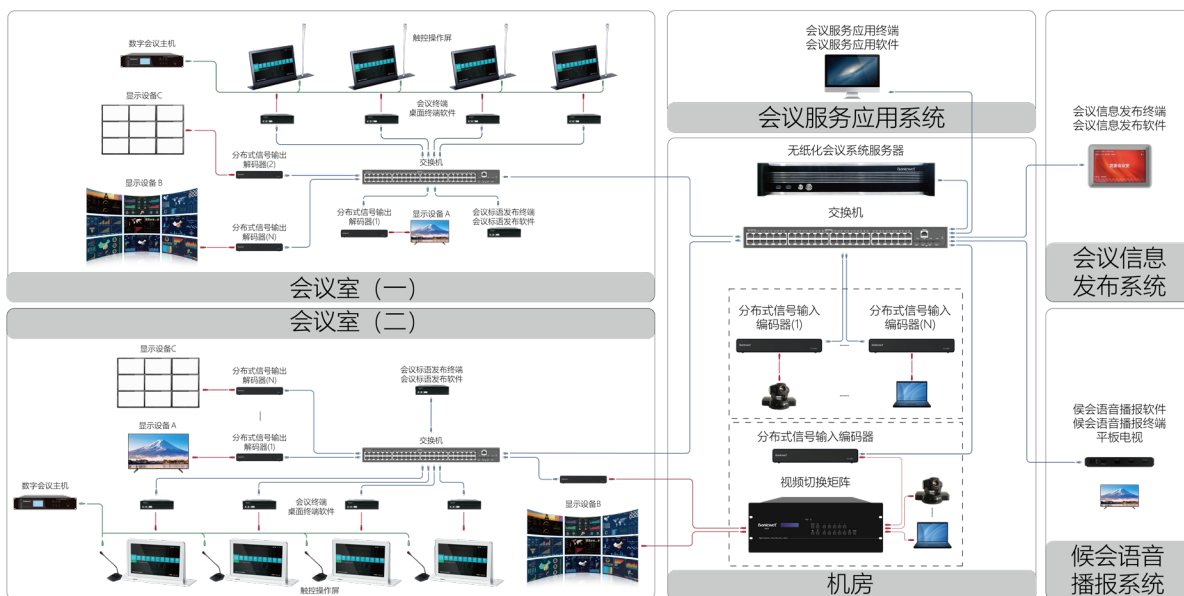 数字会议主机
触控操作屏
显示设备C
会议终端
桌面终端软件
分布式信号输出
解码器(2)
交换机
显示设备 B
分布式信号输出
解码器(N)
分布式信号输出
解码器(1)
显示设备 A
会议标语发布终端
会议标语发布软件
会议室（一）
会议室（二）
显示设备C
分布式信号输出
解码器(N)
会议标语发布终端
会议标语发布软件
显示设备 A
分布式信号输出
解码器(1)
交换机
数字会议主机
会议终端
桌面终端软件
显示设备B
触控操作屏
会议服务应用终端
会议服务应用软件
会议服务应用系统
无纸化会议系统服务器
交换机
分布式信号输入
编码器(1)
分布式信号输入
编码器(N)
分布式信号输入编码器
视频切换矩阵
机房
会议信息发布终端
会议信息发布软件
会议信息
发布系统
候会语音播报软件
候会语音播报终端
平板电视
候会语音
播报系统